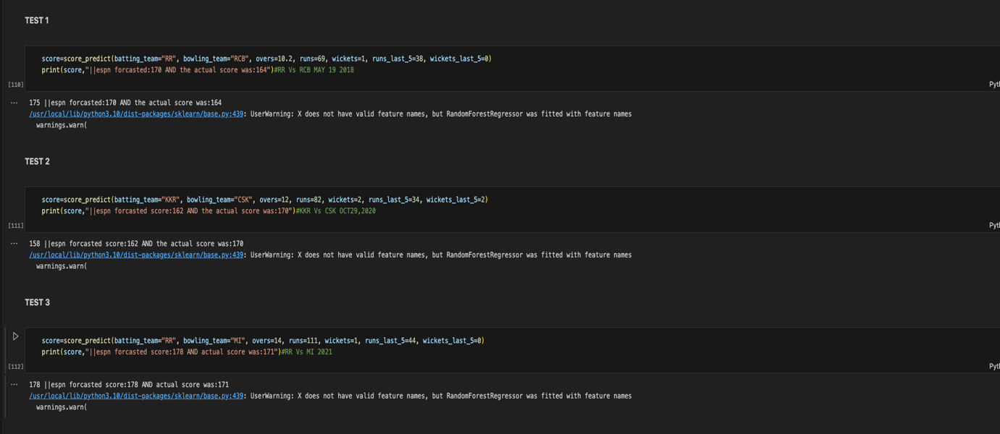 TEST 1
score=score_predict(batting_team="RR", bowling_team="RCB", overs=10.2, runs=69, wickets=1, runs_last_5=38, wickets_last_5=0)
print(score,"||espn forcasted:170 AND the actual score was:164")#RR Vs RCB MAY 19 2018
[110]
Pyt
... 175 ||espn forcasted:170 AND the actual score was:164
/usr/local/lib/python3.10/dist-packages/sklearn/base.py:439: UserWarning: X does not have valid feature names, but RandomForestRegressor was fitted with feature names
warnings.warn(
TEST 2
score=score_predict(batting_team="KKR", bowling_team="CSK", overs=12, runs=82, wickets=2, runs_last_5=34, wickets_last_5=2)
print(score,"||espn forcasted score:162 AND the actual score was:170")#KKR Vs CSK OCT29,2020
[111]
Pyt
... 158 ||espn forcasted score:162 AND the actual score was:170
/usr/local/lib/python3.10/dist-packages/sklearn/base.py:439: UserWarning: X does not have valid feature names, but RandomForestRegressor was fitted with feature names
warnings.warn(
TEST 3
score=score_predict(batting_team="RR", bowling_team="MI", overs=14, runs=111, wickets=1, runs_last_5=44, wickets_last_5=0)
print(score,"||espn forcasted score:178 AND actual score was:171")#RR Vs MI 2021
[112]
Pyt
... 178 ||espn forcasted score:178 AND actual score was:171
/usr/local/lib/python3.10/dist-packages/sklearn/base.py:439: UserWarning: X does not have valid feature names, but RandomForestRegressor was fitted with feature names
warnings.warn(